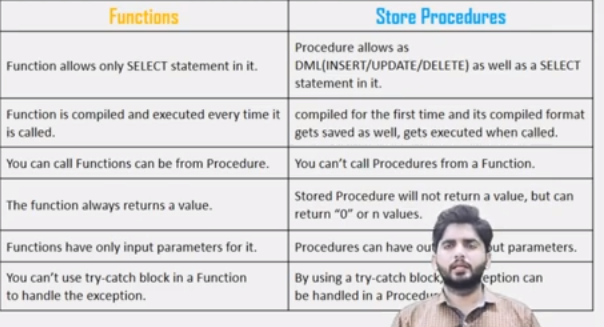 Functions
Store Procedures
Function allows only SELECT statement in it.
Procedure allows as
DML(INSERT/UPDATE/DELETE) as well as a SELECT
statement in it.
Function is compiled and executed every time it
is called.
compiled for the first time and its compiled format
gets saved as well, gets executed when called.
You can call Functions can be from Procedure.
You can't call Procedures from a Function.
The function always returns a value.
Stored Procedure will not return a value, but can
return "0" or n values.
Functions have only input parameters for it.
Procedures can have out parameters.
You can't use try-catch block in a Function
to handle the exception.
By using a try-catch block, can
be handled in a